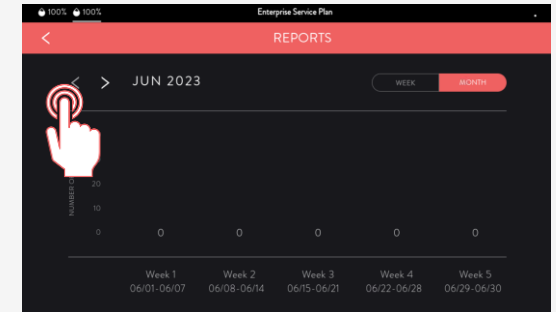 100% 100% Enterprise Service Plan
REPORTS
JUN 2023 WEEK MONTH
NUMBER
20
10
0 0 0 0 0 0
Week 1 Week 2 Week 3 Week 4 Week 5
06/01-06/07 06/08-06/14 06/15-06/21 06/22-06/28 06/29-06/30